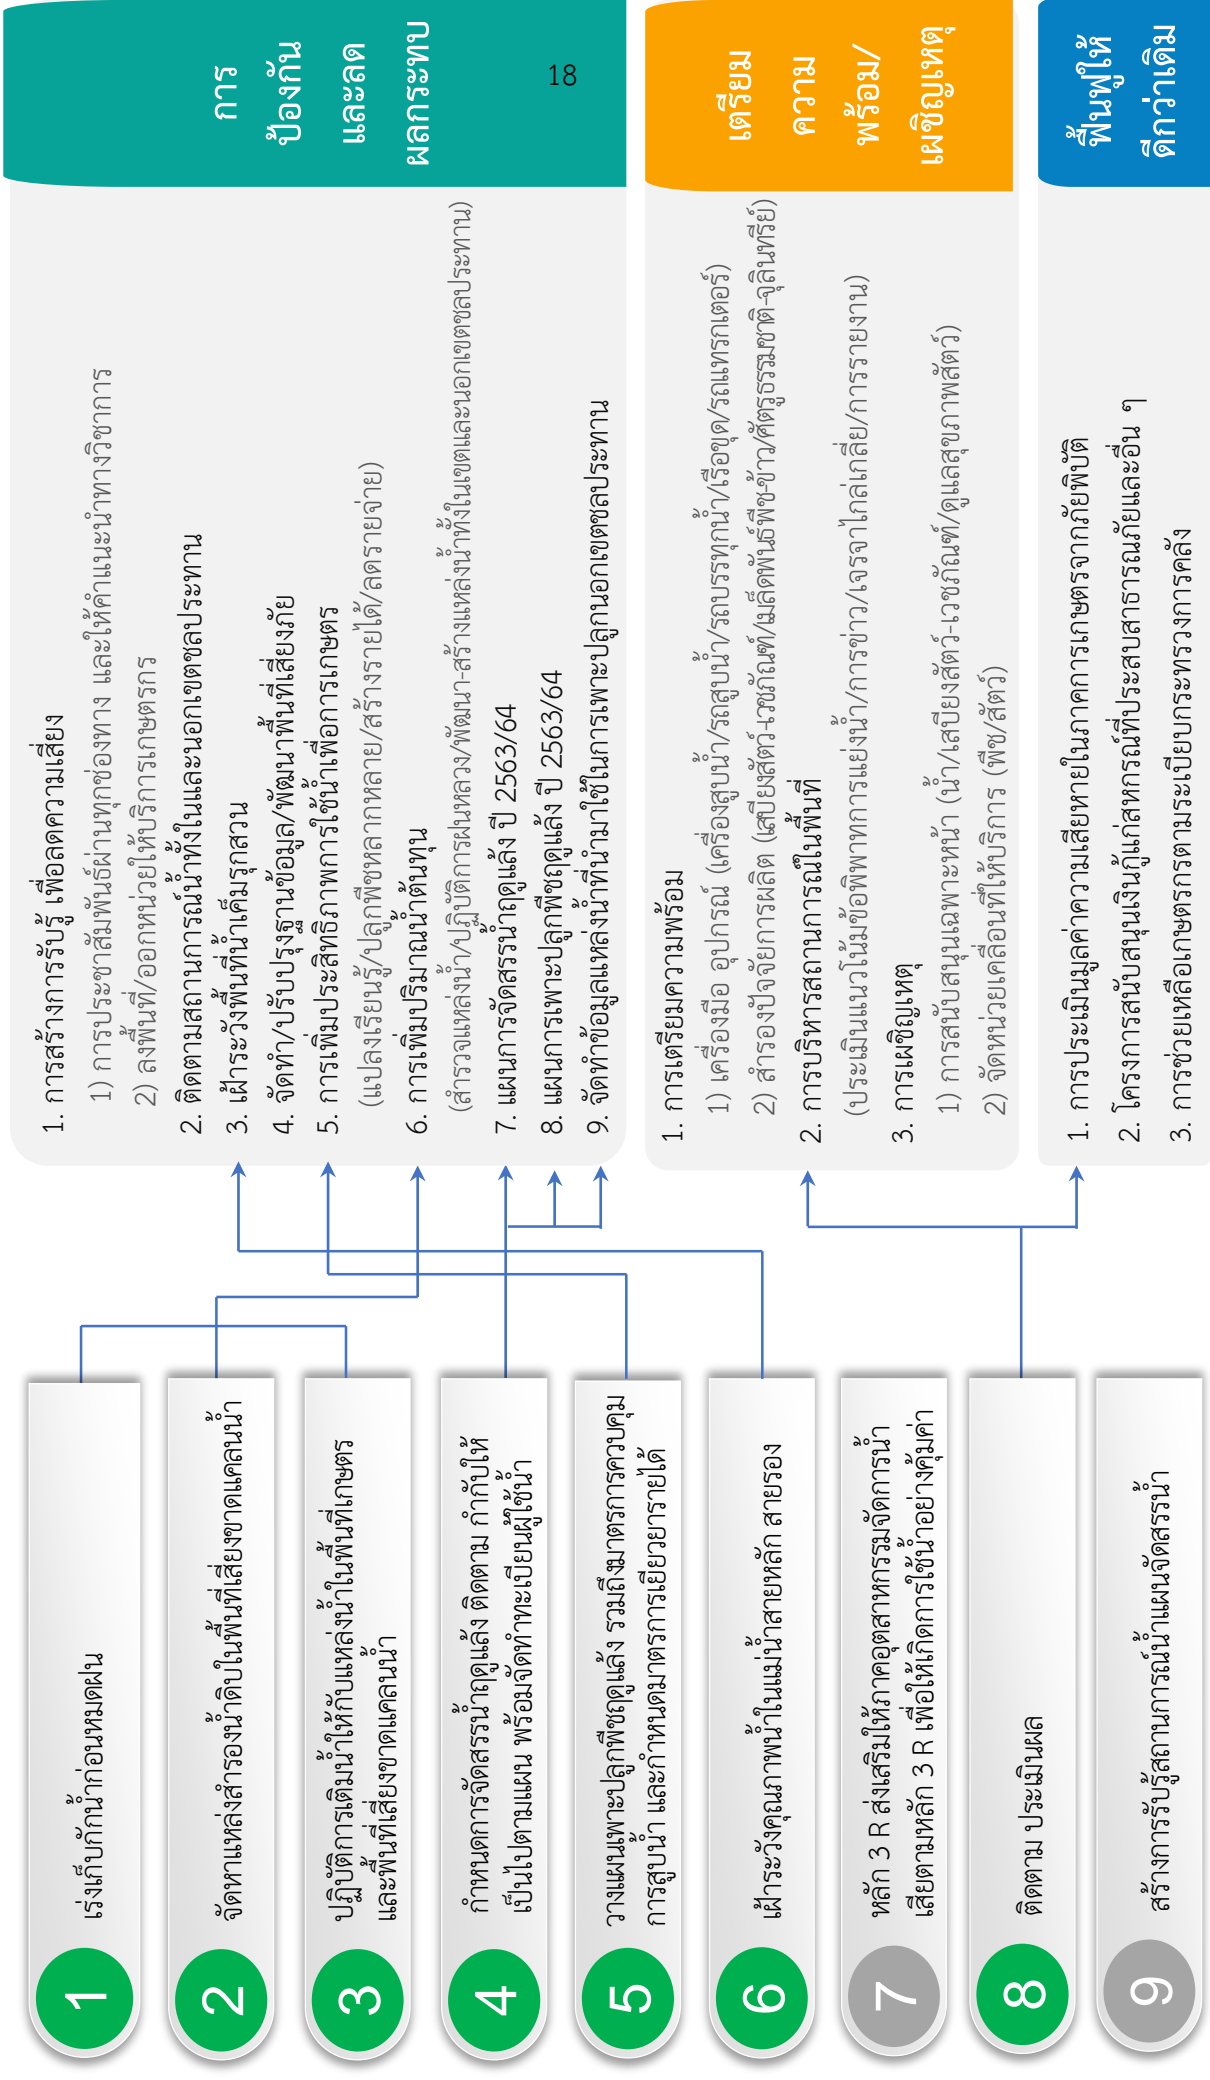 1
เร่งเก็บกักน้ำก่อนหมดฝน
2
จัดหาแหล่งสำรองน้ำดิบในพื้นที่เสี่ยงขาดแคลนน้ำ
3
ปฏิบัติการเติมน้ำให้กับแหล่งน้ำในพื้นที่เกษตร
และพื้นที่เสี่ยงขาดแคลนน้ำ
4
กำหนดการจัดสรรน้ำฤดูแล้ง ติดตาม กำกับให้
เป็นไปตามแผน พร้อมจัดทำทะเบียนผู้ใช้น้ำ
5
วางแผนเพาะปลูกพืชฤดูแล้ง รวมถึงมาตรการควบคุม
การสูบน้ำ และกำหนดมาตรการเยียวยารายได้
6
เฝ้าระวังคุณภาพน้ำในแม่น้ำสายหลัก สายรอง
7
หลัก 3 R ส่งเสริมให้ภาคอุตสาหกรรมจัดการน้ำ
เสียตามหลัก 3 R เพื่อให้เกิดการใช้น้ำอย่างคุ้มค่า
8
ติดตาม ประเมินผล
9
สร้างการรับรู้สถานการณ์น้ำแผนจัดสรรน้ำ
1. การสร้างการรับรู้ เพื่อลดความเสี่ยง
1) การประชาสัมพันธ์ผ่านทุกช่องทาง และให้คำแนะนำทางวิชาการ
2) ลงพื้นที่/ออกหน่วยให้บริการเกษตรกร
2. ติดตามสถานการณ์น้ำทั้งในและนอกเขตชลประทาน
3. เฝ้าระวังพื้นที่น้ำเค็มรุกสวน
4. จัดทำ/ปรับปรุงฐานข้อมูล/พัฒนาพื้นที่เสี่ยงภัย
5. การเพิ่มประสิทธิภาพการใช้น้ำเพื่อการเกษตร
(แปลงเรียนรู้/ปลูกพืชหลากหลาย/สร้างรายได้/ลดรายจ่าย)
6. การเพิ่มปริมาณน้ำต้นทุน
(สำรวจแหล่งน้ำ/ปฏิบัติการฝนหลวง/พัฒนา-สร้างแหล่งน้ำทั้งในเขตและนอกเขตชลประทาน)
7. แผนการจัดสรรน้ำฤดูแล้ง ปี 2563/64
8. แผนการเพาะปลูกพืชฤดูแล้ง ปี 2563/64
9. จัดทำข้อมูลแหล่งน้ำที่นำมาใช้ในการเพาะปลูกนอกเขตชลประทาน
การ
ป้องกัน
และลด
ผลกระทบ
18
1. การเตรียมความพร้อม
1) เครื่องมือ อุปกรณ์ (เครื่องสูบน้ำ/รถสูบน้ำ/รถบรรทุกน้ำ/เรือขุด/รถแทรกเตอร์)
2) สำรองปัจจัยการผลิต (เสบียงสัตว์-เวชภัณฑ์/เมล็ดพันธ์พืช-ข้าว/ศัตรูธรรมชาติ-จุลินทรีย์)
2. การบริหารสถานการณ์ในพื้นที่
(ประเมินแนวโน้มข้อพิพาทการแย่งน้ำ/การข่าว/เจรจาไกล่เกลี่ย/การรายงาน)
3. การเผชิญเหตุ
1) การสนับสนุนเฉพาะหน้า (น้ำ/เสบียงสัตว์-เวชภัณฑ์/ดูแลสุขภาพสัตว์)
2) จัดหน่วยเคลื่อนที่ให้บริการ (พืช/สัตว์)
เตรียม
ความ
พร้อม/
เผชิญเหตุ
1. การประเมินมูลค่าความเสียหายในภาคการเกษตรจากภัยพิบัติ
2. โครงการสนับสนุนเงินกู้แก่สหกรณ์ที่ประสบสาธารณภัยและอื่น ๆ
3. การช่วยเหลือเกษตรกรตามระเบียบกระทรวงการคลัง
ฟื้นฟูให้
ดีกว่าเดิม